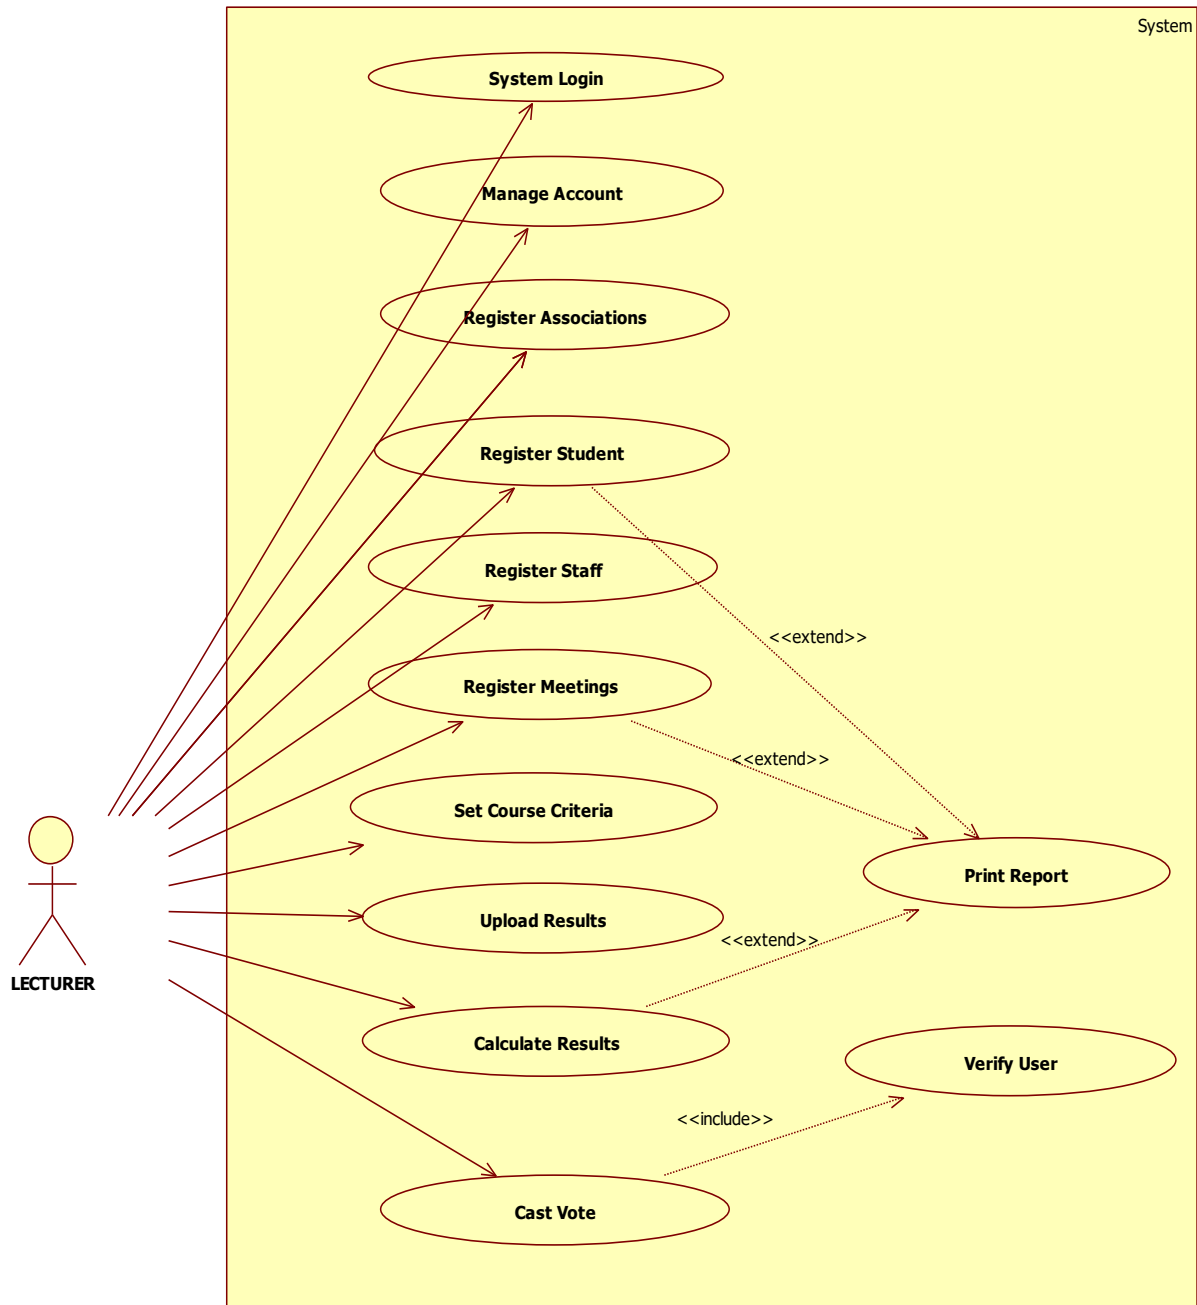 System
System Login
Manage Account
Register Associations
Register Student
Register Staff
<<extend>>
Register Meetings
<<extend>>
Set Course Criteria
Print Report
Upload Results
<<extend>>
LECTURER
Calculate Results
Verify User
<<include>>
Cast Vote